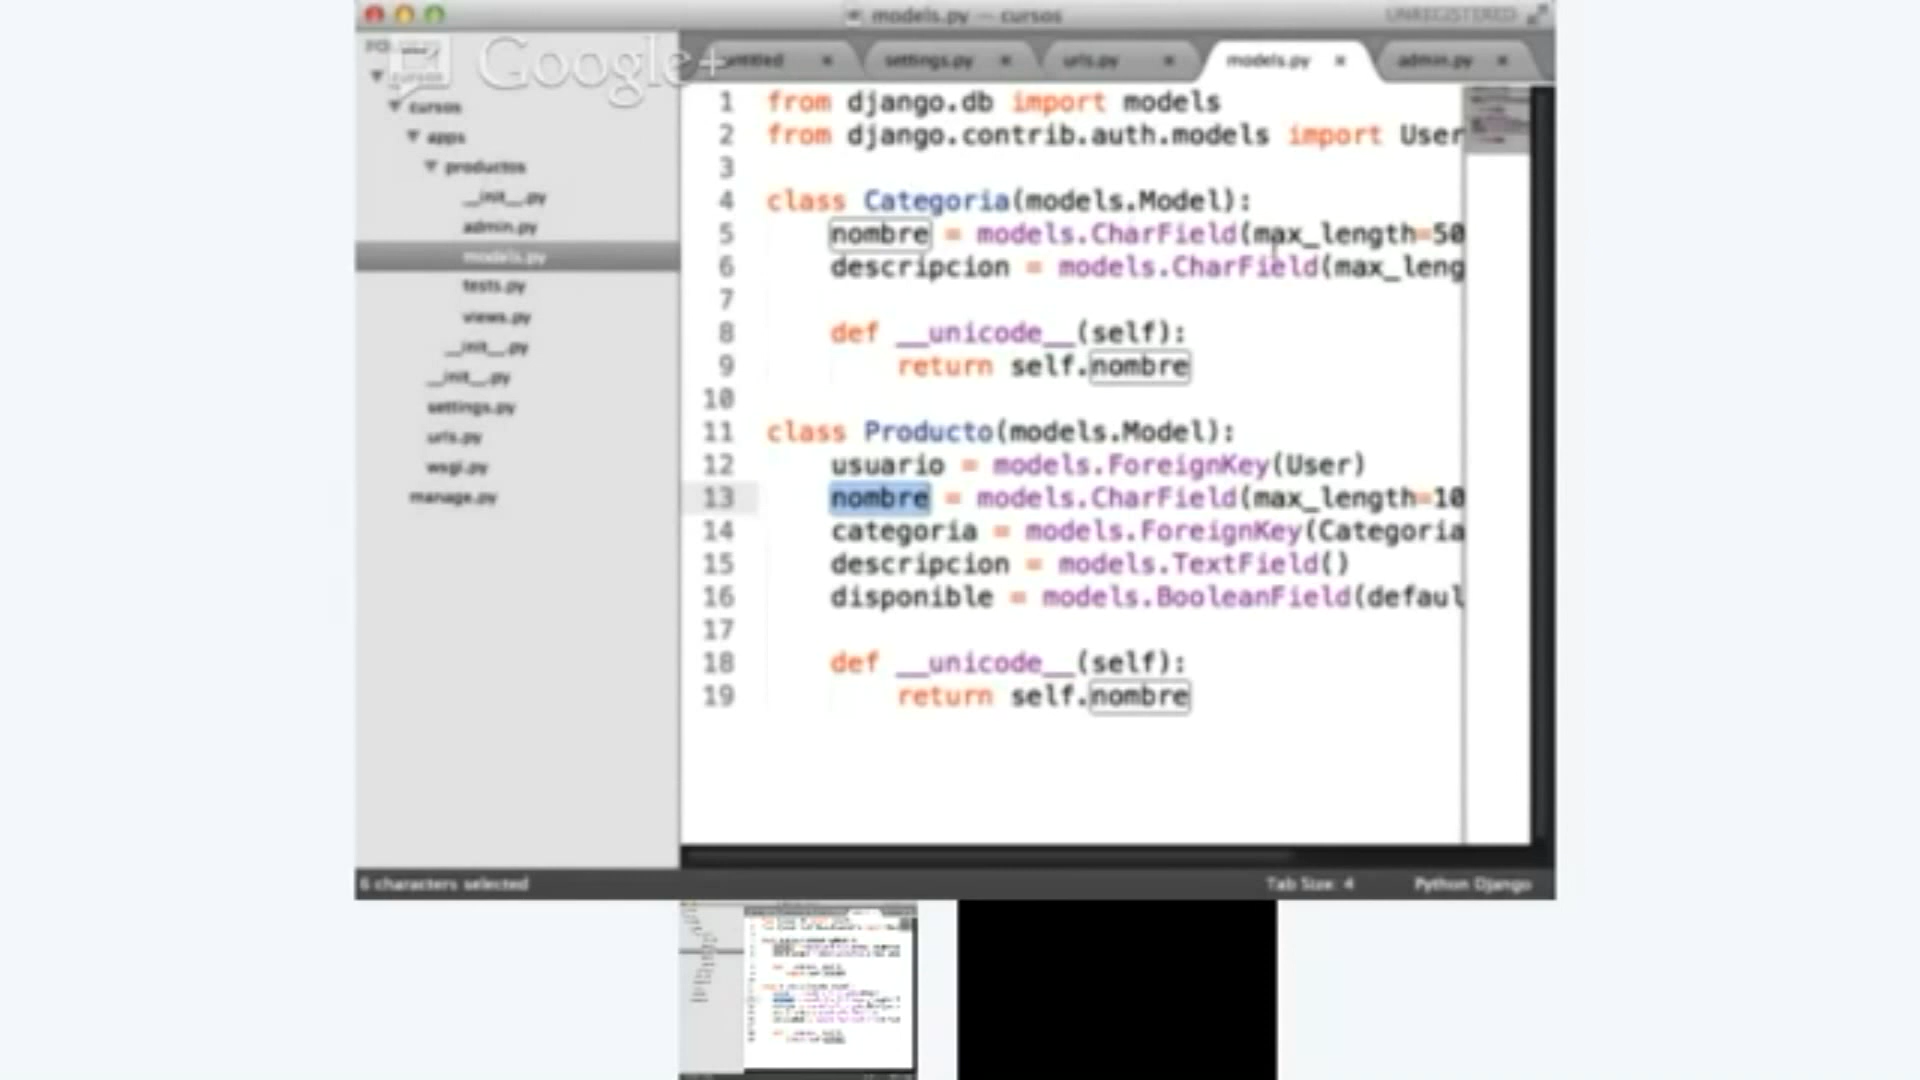 models.py — cursos
UNREGISTERED
Google+
untitled
settings.py
urls.py
models.py
admin.py
cursos
cursos
apps
productos
__init__.py
admin.py
models.py
tests.py
views.py
__init__.py
__init__.py
settings.py
urls.py
wsgi.py
manage.py
1 from django.db import models
2 from django.contrib.auth.models import User
3
4 class Categoria(models.Model):
5 nombre = models.CharField(max_length=50
6 descripcion = models.CharField(max_leng
7
8 def __unicode__(self):
9 return self.nombre
10
11 class Producto(models.Model):
12 usuario = models.ForeignKey(User)
13 nombre = models.CharField(max_length=10
14 categoria = models.ForeignKey(Categoria
15 descripcion = models.TextField()
16 disponible = models.BooleanField(defaul
17
18 def __unicode__(self):
19 return self.nombre
6 characters selected
Tab Size: 4
Python Django